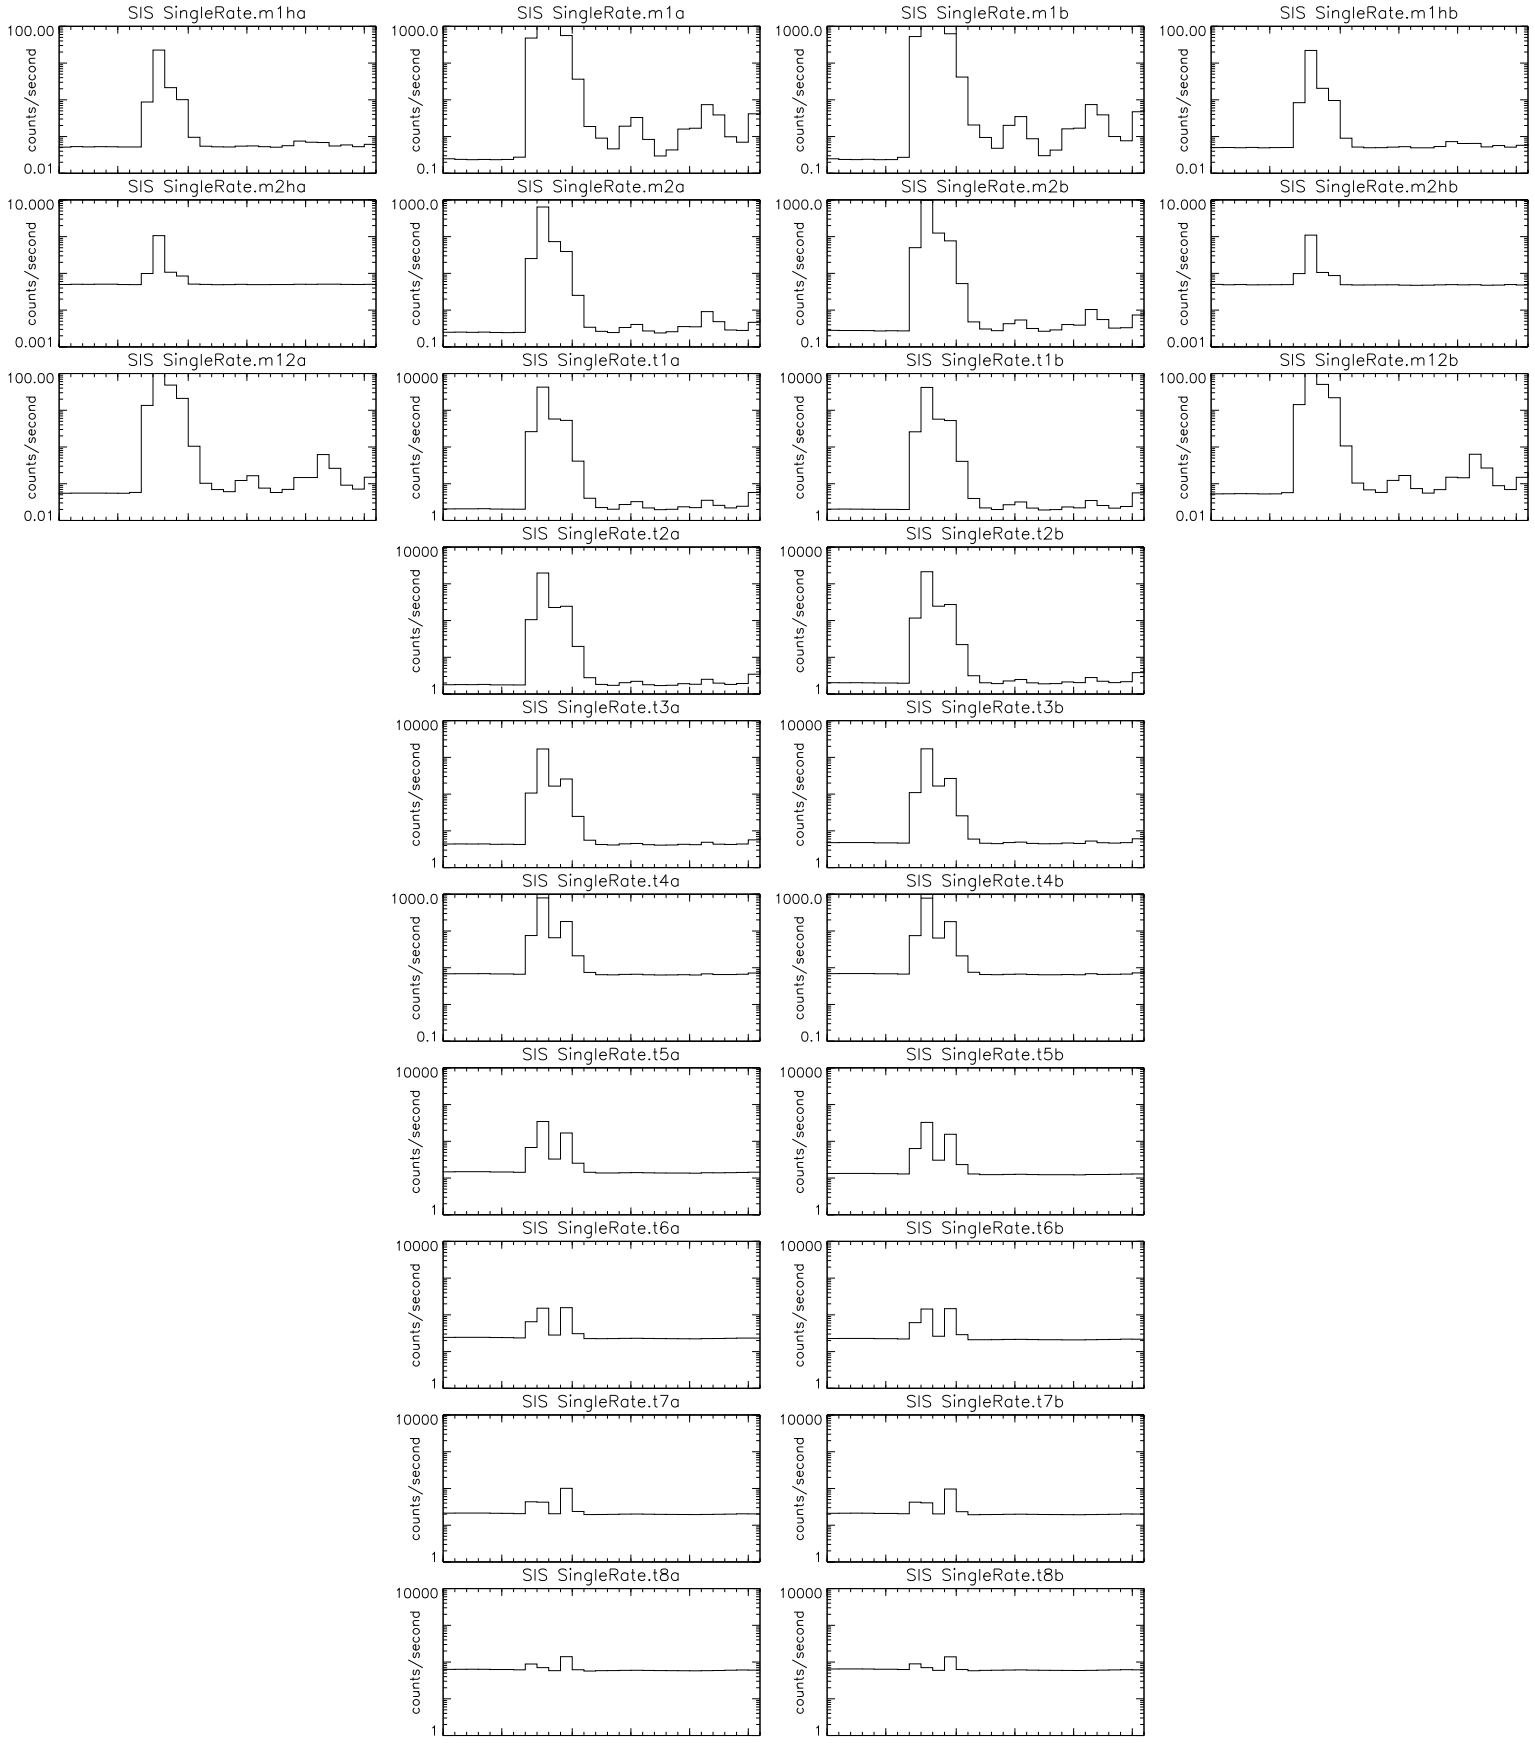 SIS SingleRate.m1ha
100.00
counts/second
0.01
SIS SingleRate.m1a
1000.0
counts/second
0.1
SIS SingleRate.m1b
1000.0
counts/second
0.1
SIS SingleRate.m1hb
100.00
counts/second
0.01
SIS SingleRate.m2ha
10.000
counts/second
0.001
SIS SingleRate.m2a
1000.0
counts/second
0.1
SIS SingleRate.m2b
1000.0
counts/second
0.1
SIS SingleRate.m2hb
10.000
counts/second
0.001
SIS SingleRate.m12a
100.00
counts/second
0.01
SIS SingleRate.t1a
10000
counts/second
1
SIS SingleRate.t1b
10000
counts/second
1
SIS SingleRate.m12b
100.00
counts/second
0.01
SIS SingleRate.t2a
10000
counts/second
1
SIS SingleRate.t2b
10000
counts/second
1
SIS SingleRate.t3a
10000
counts/second
1
SIS SingleRate.t3b
10000
counts/second
1
SIS SingleRate.t4a
1000.0
counts/second
0.1
SIS SingleRate.t4b
1000.0
counts/second
0.1
SIS SingleRate.t5a
10000
counts/second
1
SIS SingleRate.t5b
10000
counts/second
1
SIS SingleRate.t6a
10000
counts/second
1
SIS SingleRate.t6b
10000
counts/second
1
SIS SingleRate.t7a
10000
counts/second
1
SIS SingleRate.t7b
10000
counts/second
1
SIS SingleRate.t8a
10000
counts/second
1
SIS SingleRate.t8b
10000
counts/second
1